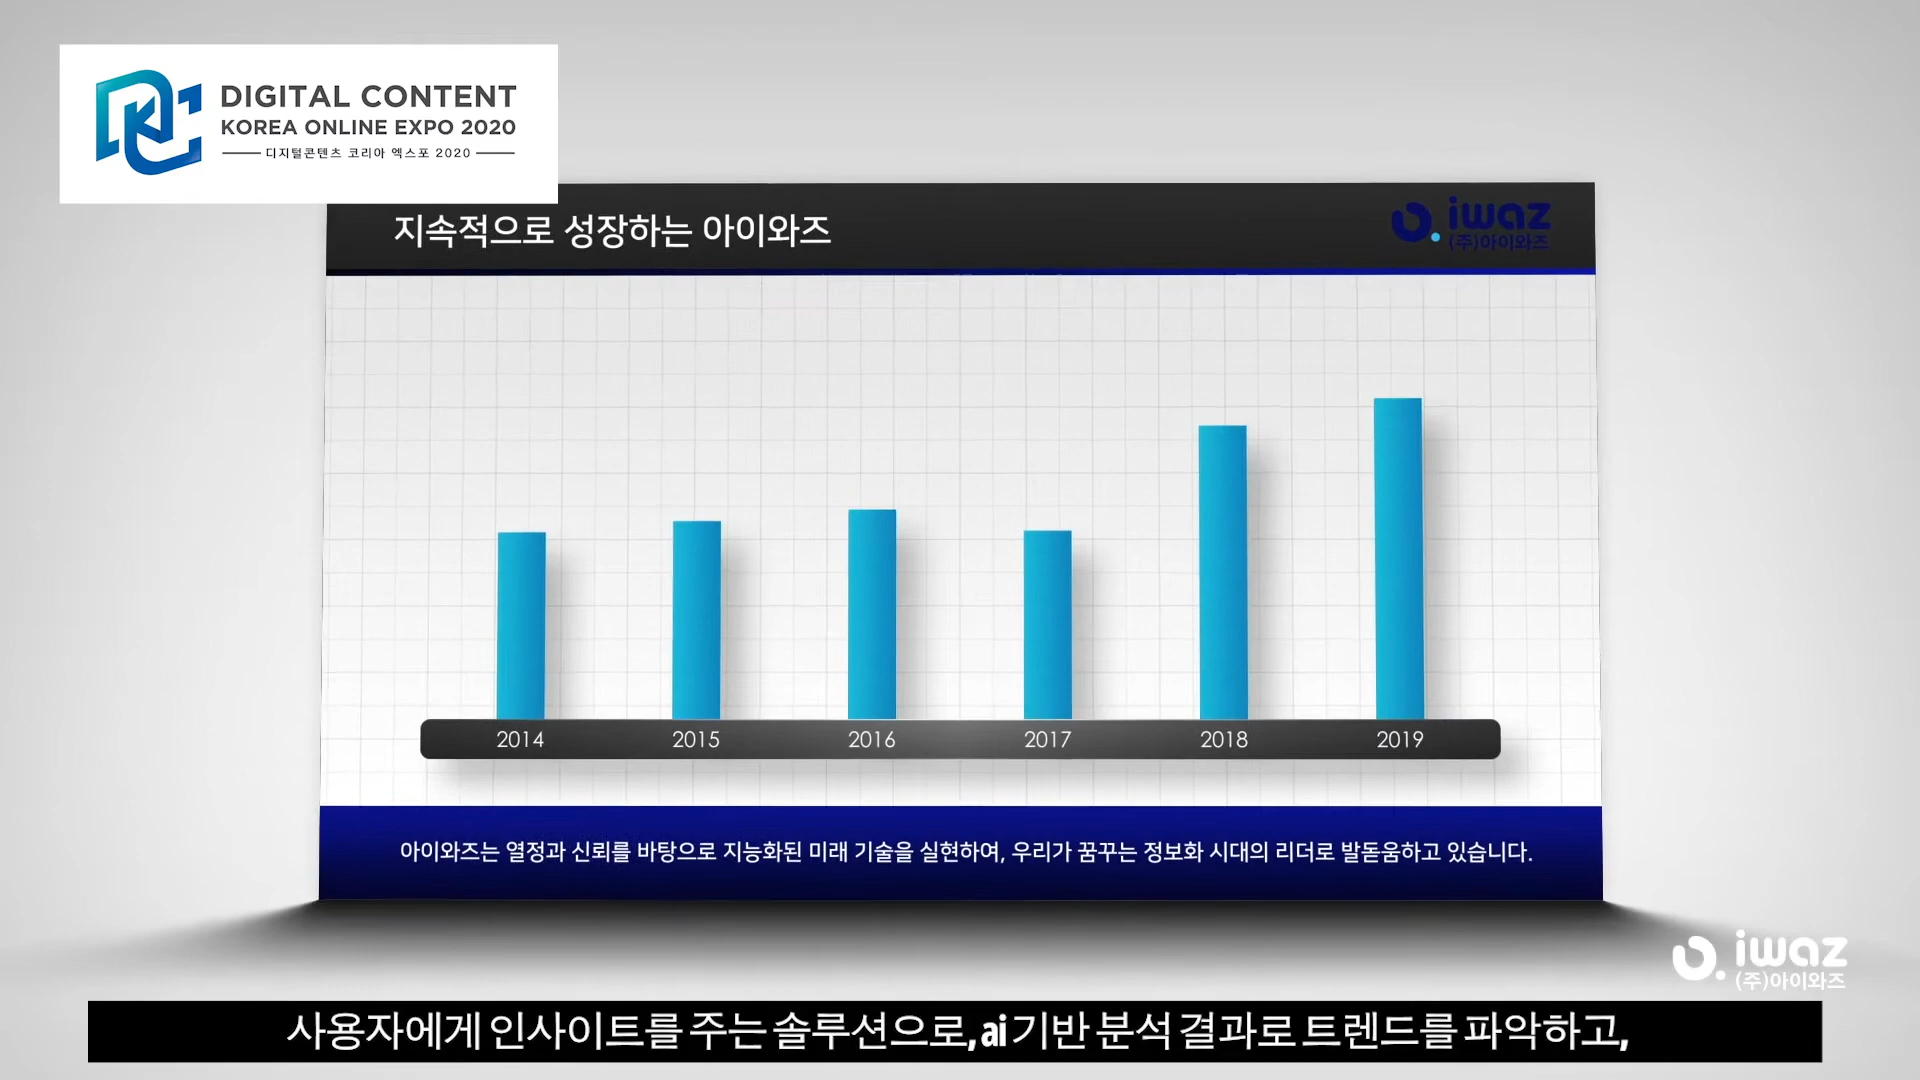 DIGITAL CONTENT
KOREA ONLINE EXPO 2020
디지털콘텐츠 코리아 엑스포 2020
지속적으로 성장하는 아이와즈
iwaz
(주)아이와즈
2014 2015 2016 2017 2018 2019
아이와즈는 열정과 신뢰를 바탕으로 지능화된 미래 기술을 실현하여, 우리가 꿈꾸는 정보화 시대의 리더로 발돋움하고 있습니다.
iwaz
(주)아이와즈
사용자에게 인사이트를 주는 솔루션으로, ai 기반 분석 결과로 트렌드를 파악하고,